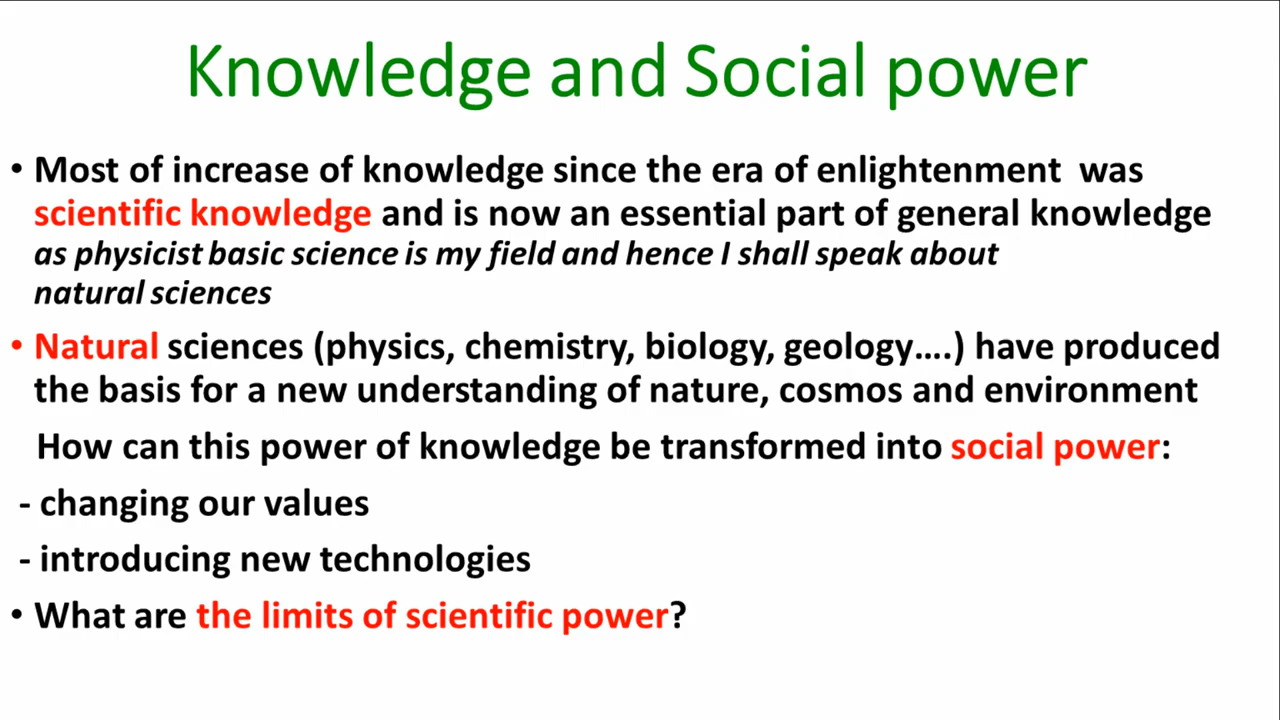 Knowledge and Social power
• Most of increase of knowledge since the era of enlightenment  was
scientific knowledge and is now an essential part of general knowledge
as physicist basic science is my field and hence I shall speak about
natural sciences
• Natural sciences (physics, chemistry, biology, geology....) have produced
the basis for a new understanding of nature, cosmos and environment
How can this power of knowledge be transformed into social power:
- changing our values
- introducing new technologies
• What are the limits of scientific power?